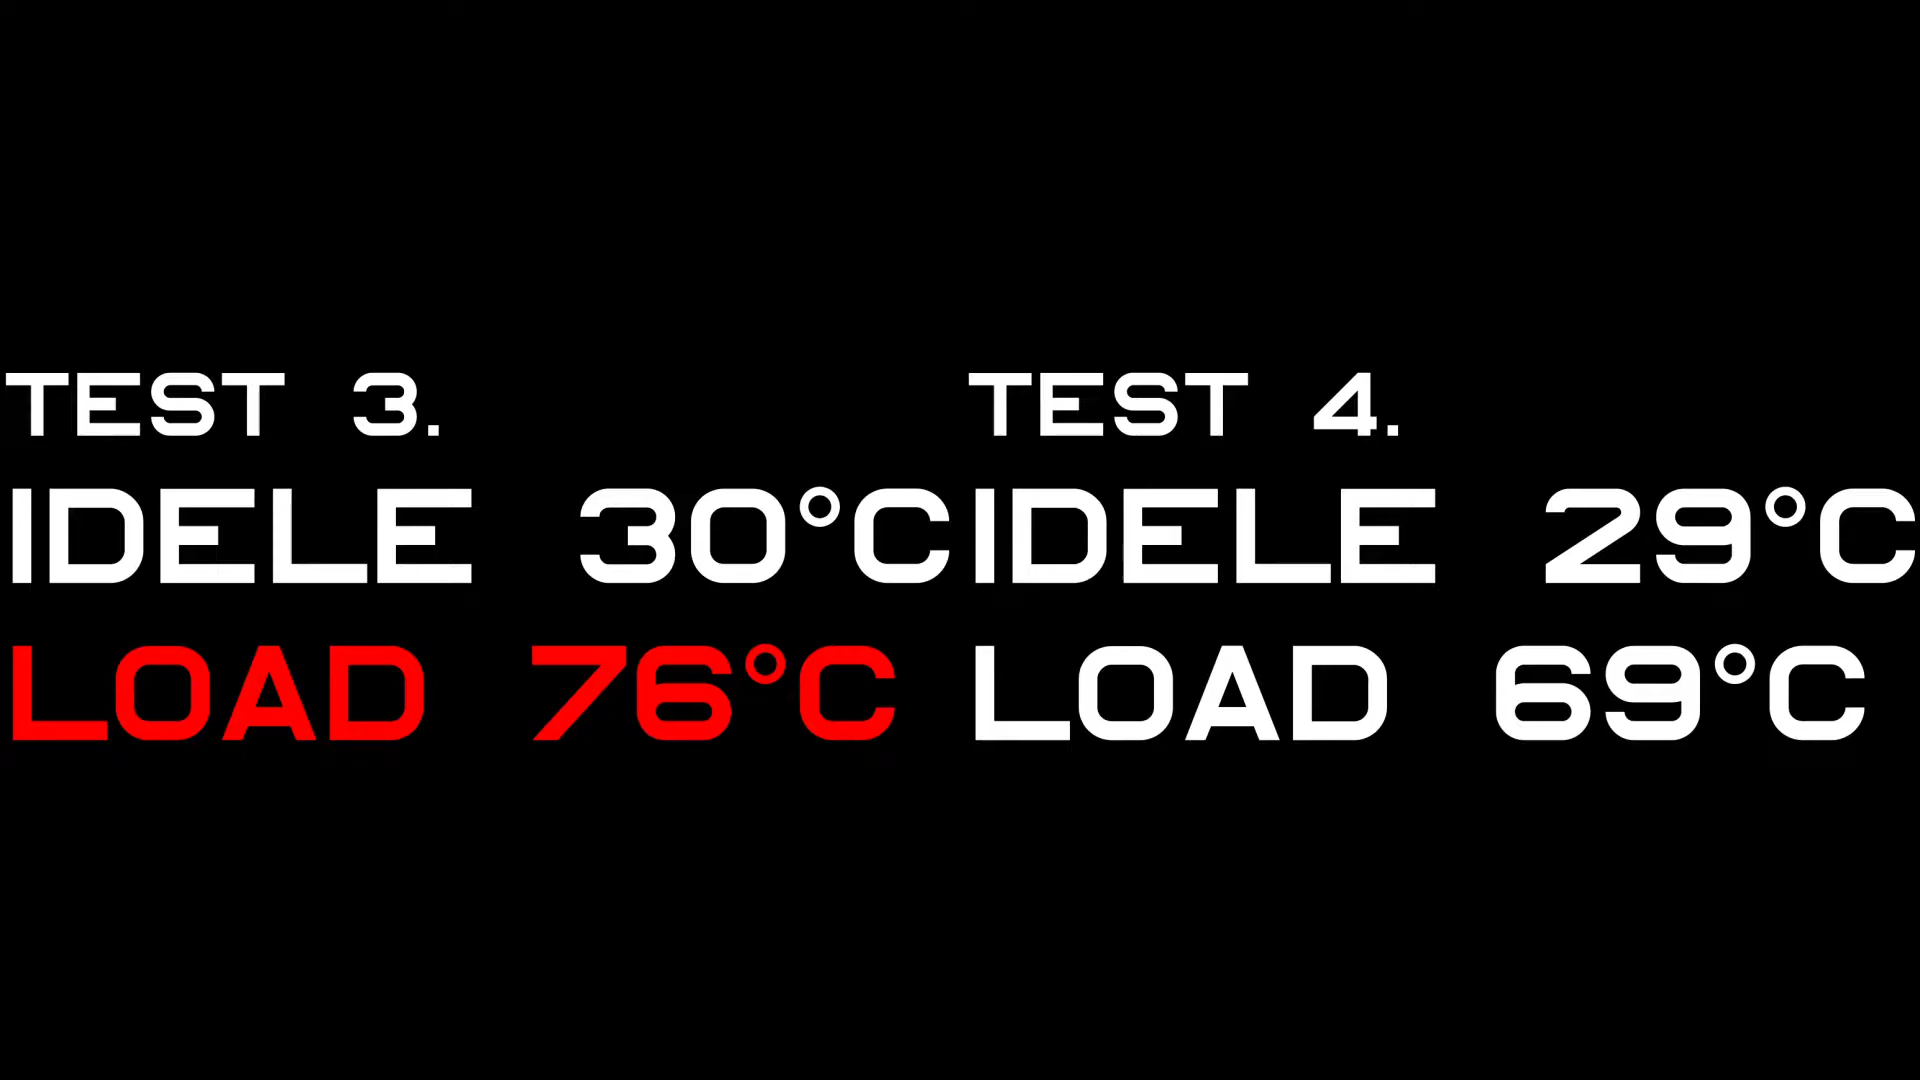 TEST 3.
IDELE 30°C
LOAD 76°C
TEST 4.
IDELE 29°C
LOAD 69°C